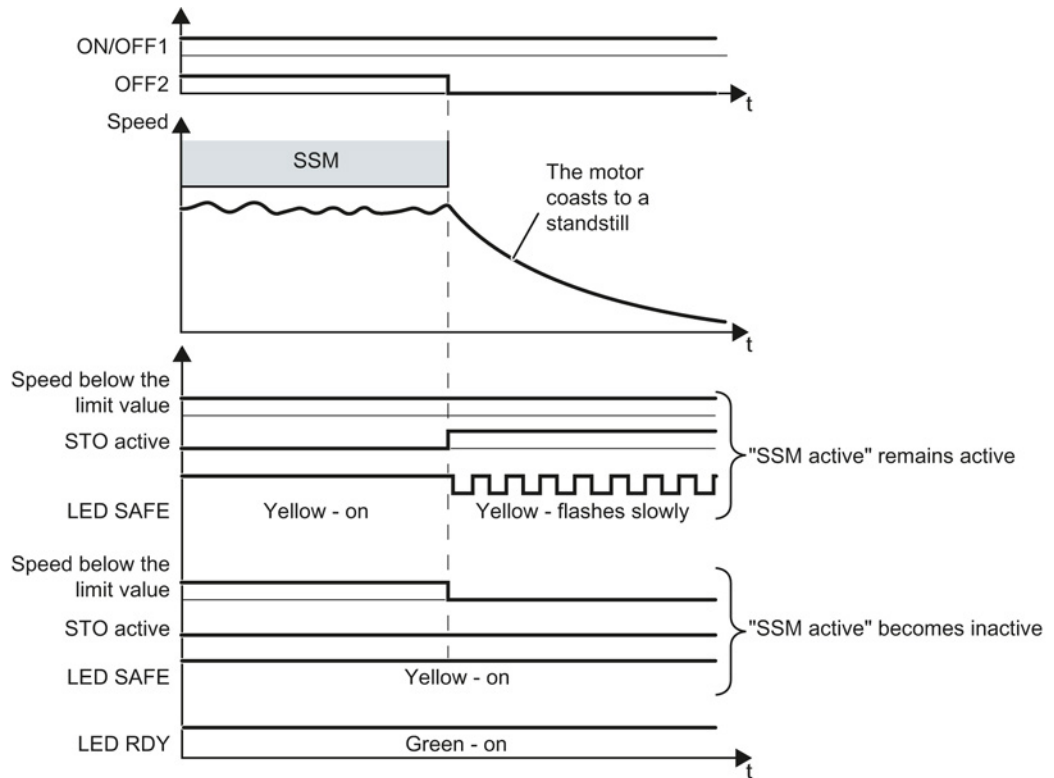 ON/OFF1
OFF2
t
Speed
SSM
The motor
coasts to a
standstill
t
Speed below the
limit value
STO active
"SSM active" remains active
LED SAFE
Yellow - on
Yellow - flashes slowly
Speed below the
limit value
STO active
"SSM active" becomes inactive
LED SAFE
Yellow - on
LED RDY
Green - on
t